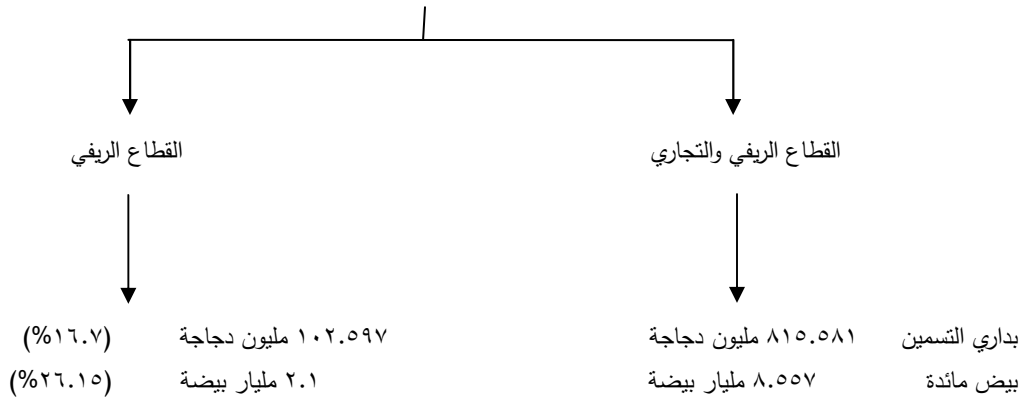 القطاع الريفي والتجاري
القطاع الريفي
بداري التسمين ٨١٥.٥٨١ مليون دجاجة ١٠٢.٥٩٧ مليون دجاجة (١٦.٧%)
بيض مائدة ٨.٥٥٧ مليار بيضة ٢.١ مليار بيضة (٢٦.١٥%)